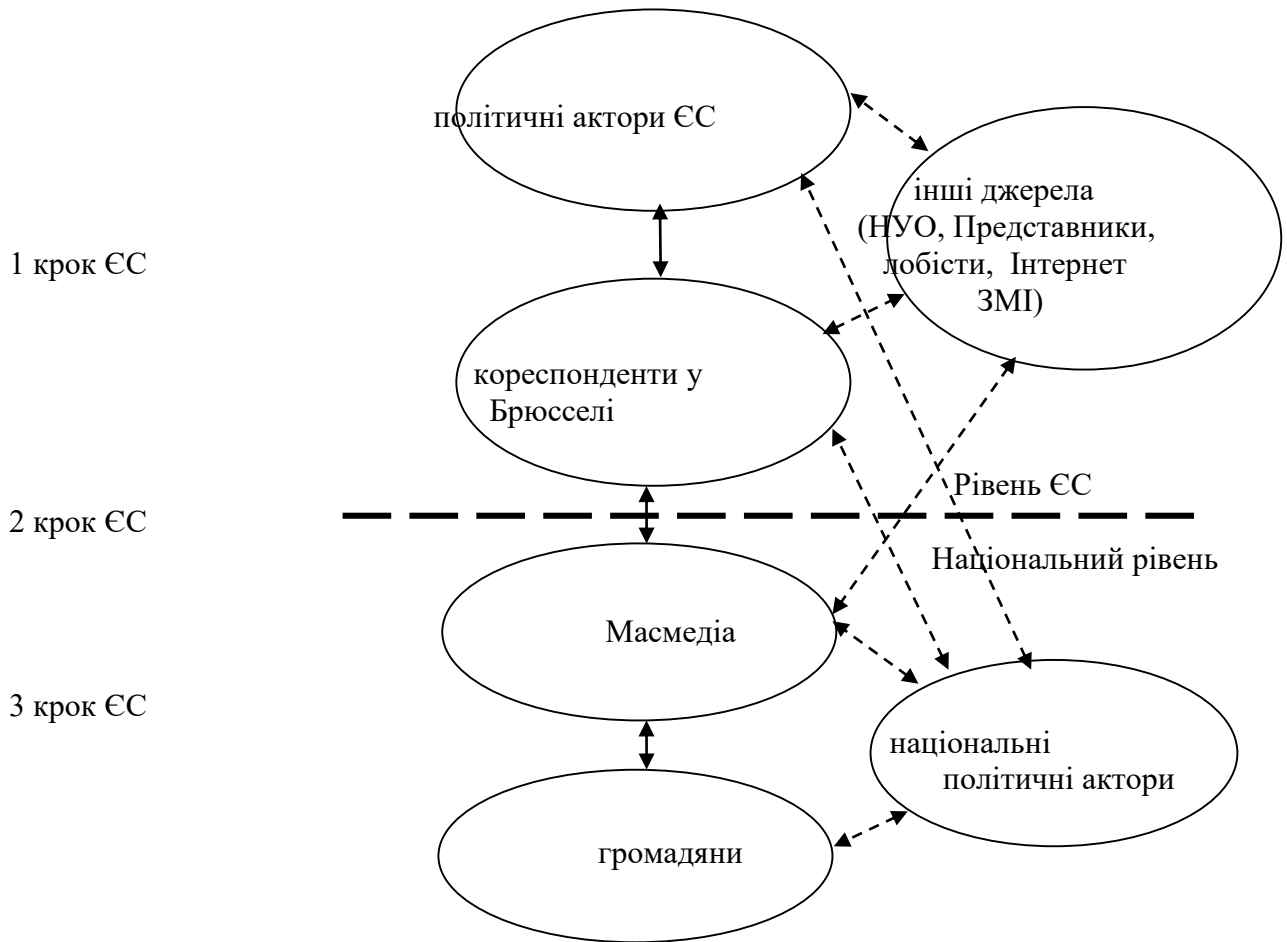 політичні актори ЄС
інші джерела
(НУО, Представники,
лобісти, Інтернет
ЗМІ)
1 крок ЄС
кореспонденти у
Брюсселі
Рівень ЄС
2 крок ЄС
Національний рівень
Масмедіа
3 крок ЄС
національні
політичні актори
громадяни